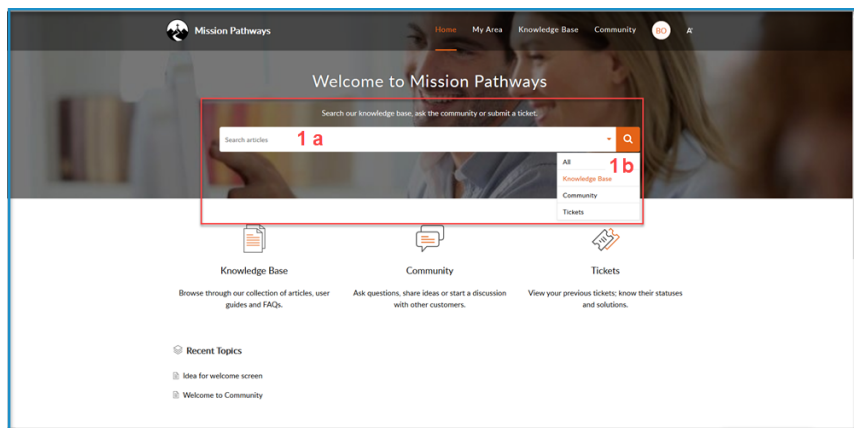 Mission Pathways
Home My Area Knowledge Base Community BO A
Welcome to Mission Pathways
Search our knowledge base, ask the community or submit a ticket.
Search articles
1 a
All
1b
Knowledge Base
Community
Tickets
Knowledge Base
Browse through our collection of articles, user
guides and FAQs.
Community
Ask questions, share ideas or start a discussion
with other customers.
Tickets
View your previous tickets; know their statuses
and solutions.
Recent Topics
Idea for welcome screen
Welcome to Community